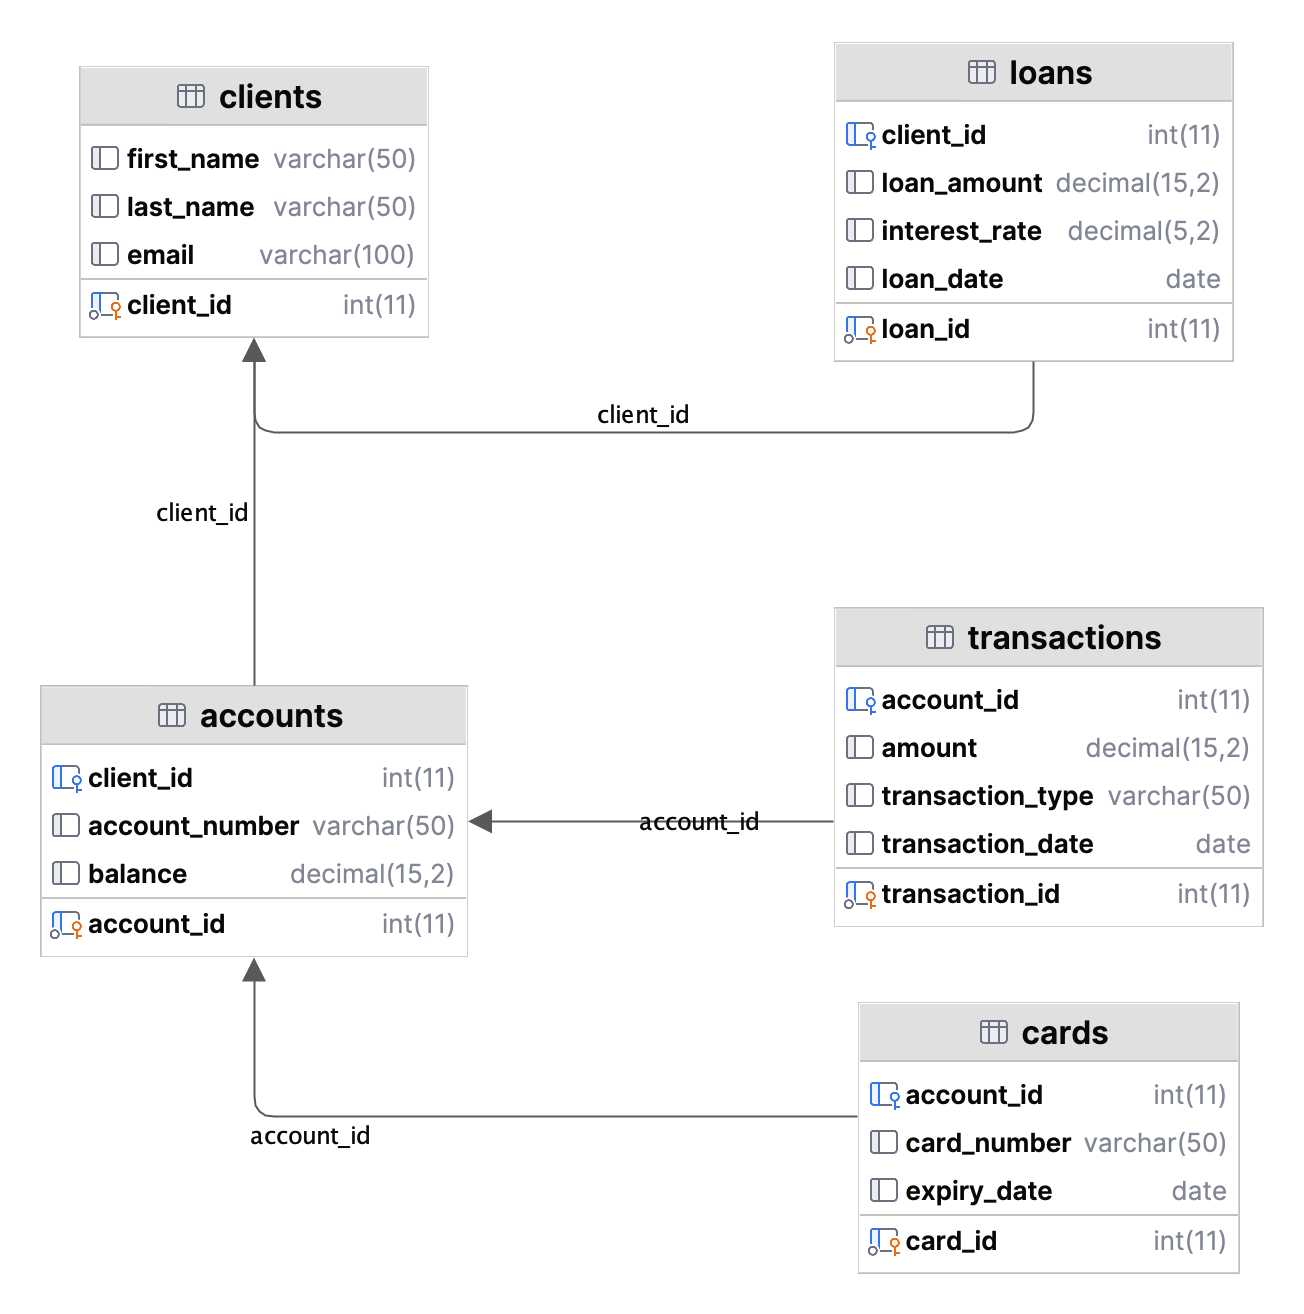 clients
first_name varchar(50)
last_name varchar(50)
email varchar(100)
client_id int(11)
loans
client_id int(11)
loan_amount decimal(15,2)
interest_rate decimal(5,2)
loan_date date
loan_id int(11)
client_id
client_id
accounts
client_id int(11)
account_number varchar(50)
balance decimal(15,2)
account_id int(11)
account_id
transactions
account_id int(11)
amount decimal(15,2)
transaction_type varchar(50)
transaction_date date
transaction_id int(11)
account_id
cards
account_id int(11)
card_number varchar(50)
expiry_date date
card_id int(11)